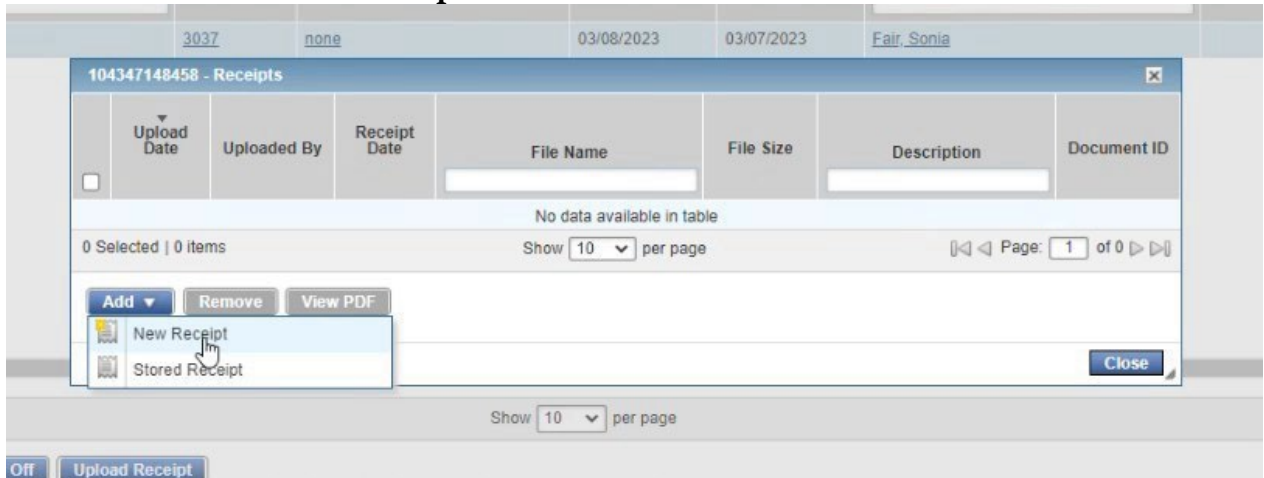 3037 none 03/08/2023 03/07/2023 Fair, Sonia
104347148458 - Receipts
Upload Date Uploaded By Receipt Date File Name File Size Description Document ID
No data available in table
0 Selected | 0 items Show 10 per page Page: 1 of 0
Add Remove View PDF
New Receipt
Stored Receipt
Close
Show 10 per page
Off Upload Receipt